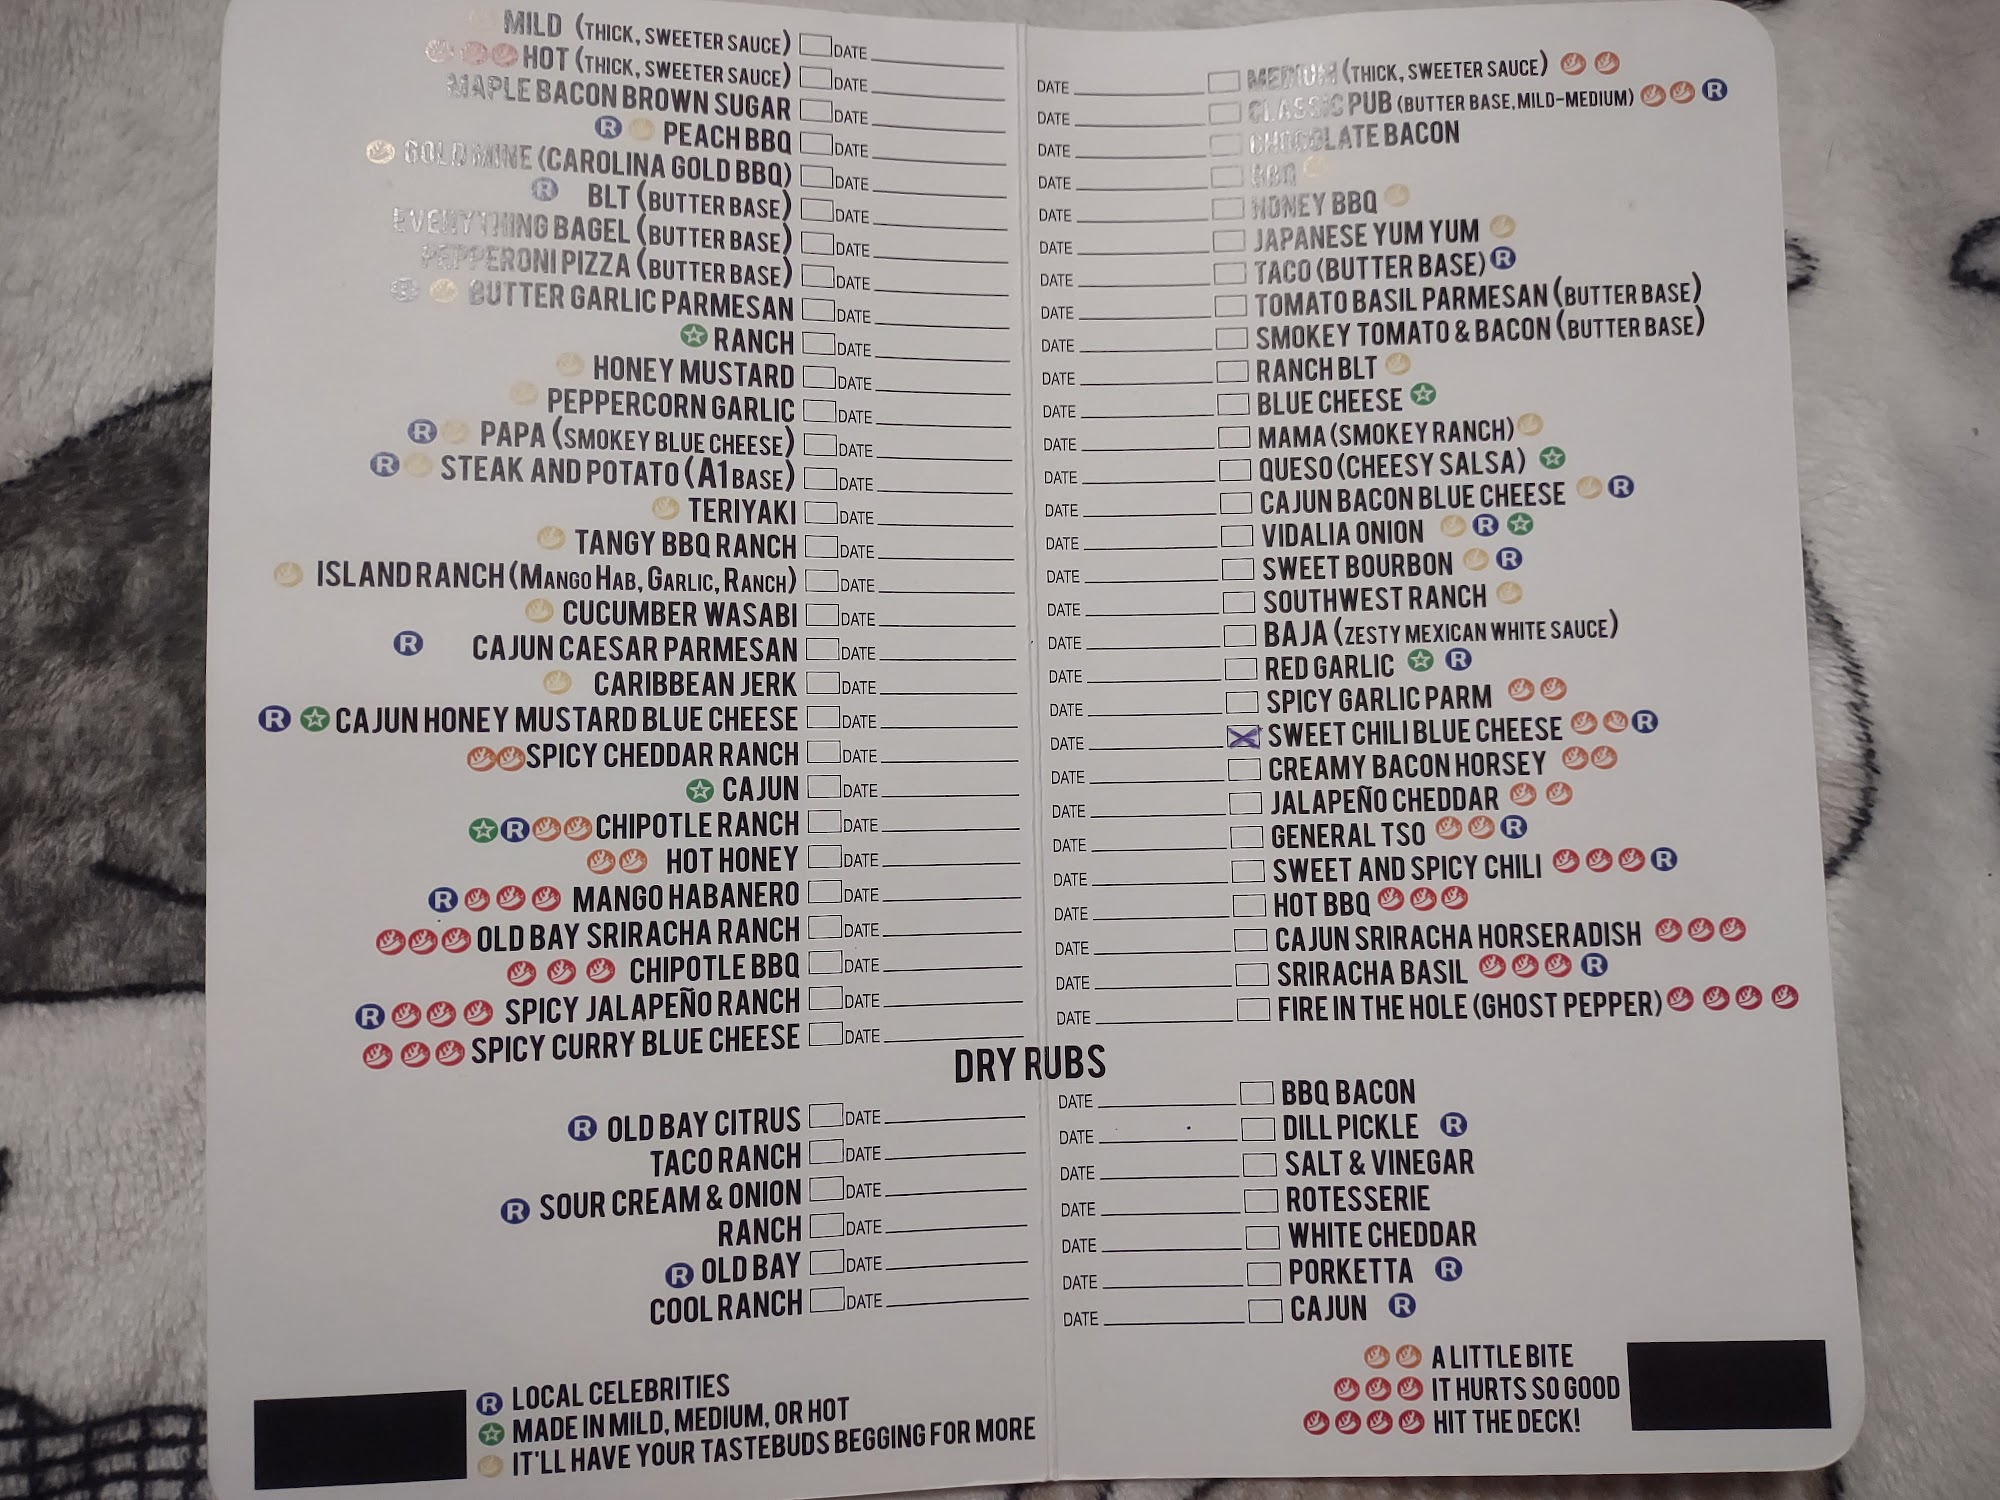 MILD (THICK, SWEETER SAUCE) DATE
HOT (THICK, SWEETER SAUCE) DATE
MAPLE BACON BROWN SUGAR DATE
R PEACH BBQ DATE
GOLD MINE (CAROLINA GOLD BBQ) DATE
R BLT (BUTTER BASE) DATE
EVERYTHING BAGEL (BUTTER BASE) DATE
PEPPERONI PIZZA (BUTTER BASE) DATE
BUTTER GARLIC PARMESAN DATE
RANCH DATE
HONEY MUSTARD DATE
PEPPERCORN GARLIC DATE
R PAPA (SMOKEY BLUE CHEESE) DATE
R STEAK AND POTATO (A1 BASE) DATE
TERIYAKI DATE
TANGY BBQ RANCH DATE
ISLAND RANCH (MANGO HAB, GARLIC, RANCH) DATE
CUCUMBER WASABI DATE
R CAJUN CAESAR PARMESAN DATE
CARIBBEAN JERK DATE
R CAJUN HONEY MUSTARD BLUE CHEESE DATE
SPICY CHEDDAR RANCH DATE
CAJUN DATE
R CHIPOTLE RANCH DATE
HOT HONEY DATE
R MANGO HABANERO DATE
OLD BAY SRIRACHA RANCH DATE
CHIPOTLE BBQ DATE
R SPICY JALAPEÑO RANCH DATE
SPICY CURRY BLUE CHEESE DATE
DATE MEDIUM (THICK, SWEETER SAUCE)
DATE CLASSIC PUB (BUTTER BASE, MILD-MEDIUM) R
DATE CHOCOLATE BACON
DATE BBQ
DATE HONEY BBQ
DATE JAPANESE YUM YUM
DATE TACO (BUTTER BASE) R
DATE TOMATO BASIL PARMESAN (BUTTER BASE)
DATE SMOKEY TOMATO & BACON (BUTTER BASE)
DATE RANCH BLT
DATE BLUE CHEESE
DATE MAMA (SMOKEY RANCH)
DATE QUESO (CHEESY SALSA)
DATE CAJUN BACON BLUE CHEESE R
DATE VIDALIA ONION R
DATE SWEET BOURBON R
DATE SOUTHWEST RANCH
DATE BAJA (ZESTY MEXICAN WHITE SAUCE)
DATE RED GARLIC R
DATE SPICY GARLIC PARM
DATE SWEET CHILI BLUE CHEESE R
DATE CREAMY BACON HORSEY
DATE JALAPEÑO CHEDDAR
DATE GENERAL TSO R
DATE SWEET AND SPICY CHILI R
DATE HOT BBQ
DATE CAJUN SRIRACHA HORSERADISH
DATE SRIRACHA BASIL R
DATE FIRE IN THE HOLE (GHOST PEPPER)
DRY RUBS
R OLD BAY CITRUS DATE
TACO RANCH DATE
R SOUR CREAM & ONION DATE
RANCH DATE
R OLD BAY DATE
COOL RANCH DATE
DATE BBQ BACON
DATE DILL PICKLE R
DATE SALT & VINEGAR
DATE ROTESSERIE
DATE WHITE CHEDDAR
DATE PORKETTA R
DATE CAJUN R
R LOCAL CELEBRITIES
MADE IN MILD, MEDIUM, OR HOT
IT'LL HAVE YOUR TASTEBUDS BEGGING FOR MORE
A LITTLE BITE
IT HURTS SO GOOD
HIT THE DECK!